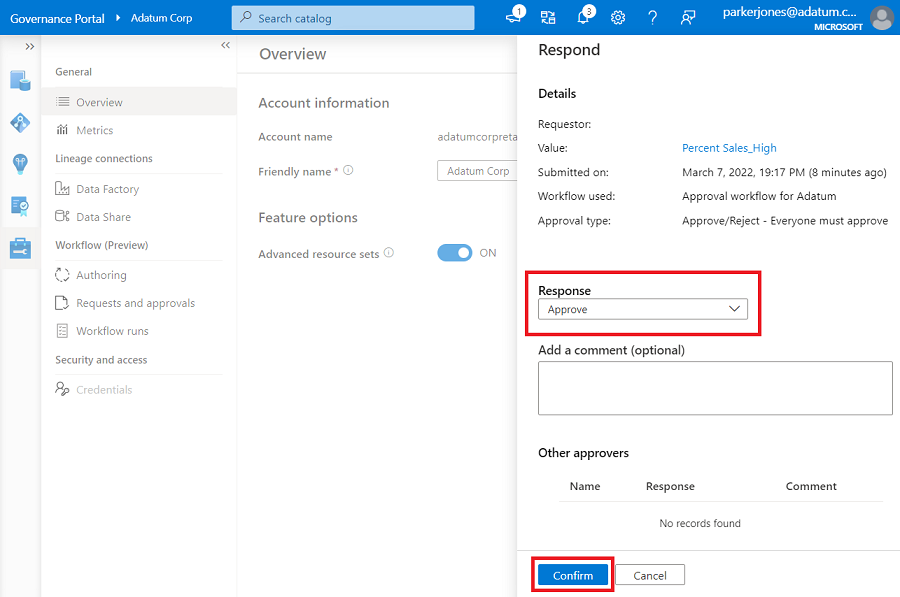 Governance Portal Adatum Corp
Search catalog
1
3
parkerjones@adatum.c...
MICROSOFT
General
Overview
Metrics
Lineage connections
Data Factory
Data Share
Workflow (Preview)
Authoring
Requests and approvals
Workflow runs
Security and access
Credentials
Overview
Account information
Account name adatumcorpreta
Friendly name * Adatum Corp
Feature options
Advanced resource sets ON
Respond
Details
Requestor:
Value: Percent Sales_High
Submitted on: March 7, 2022, 19:17 PM (8 minutes ago)
Workflow used: Approval workflow for Adatum
Approval type: Approve/Reject - Everyone must approve
Response
Approve
Add a comment (optional)
Other approvers
Name Response Comment
No records found
Confirm Cancel